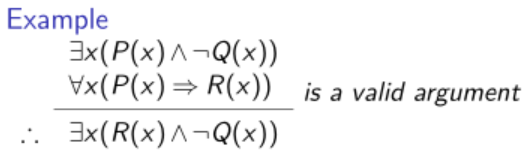 Example
∃x(P(x) ∧ ¬Q(x))
∀x(P(x) ⇒ R(x)) is a valid argument
∴ ∃x(R(x) ∧ ¬Q(x))